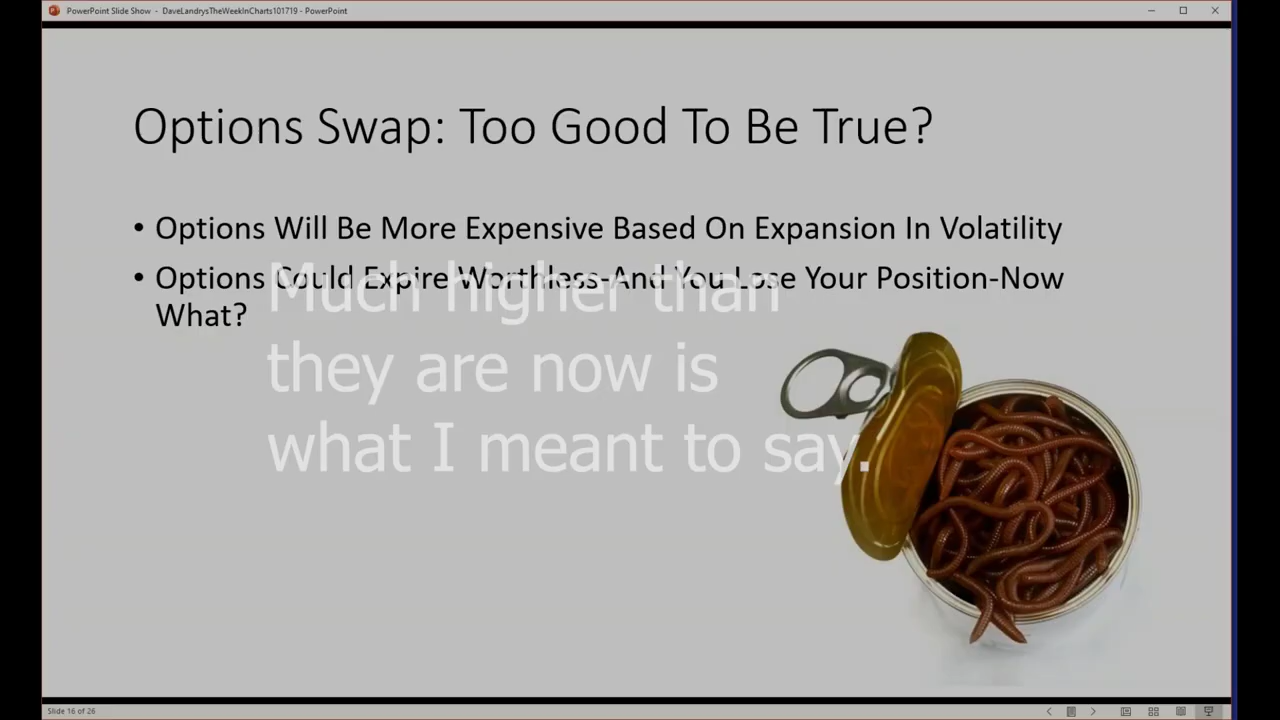 PowerPoint Slide Show - DaveLandrysTheWeekInCharts101719 - PowerPoint
Options Swap: Too Good To Be True?
• Options Will Be More Expensive Based On Expansion In Volatility
• Options Could Expire Worthless-And You Lose Your Position-Now
What?
Much higher than
they are now is
what I meant to say.
Slide 16 of 26